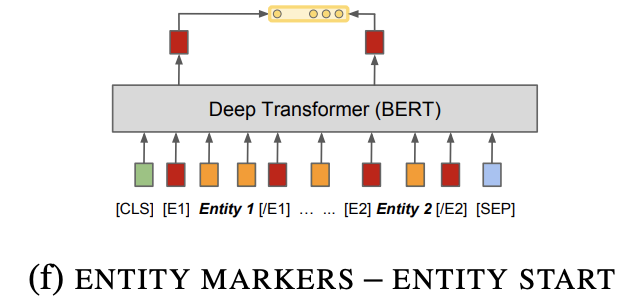 Deep Transformer (BERT)
[CLS] [E1] Entity 1 [/E1] ... ... [E2] Entity 2 [/E2] [SEP]
(f) ENTITY MARKERS – ENTITY START